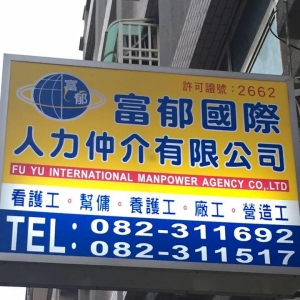 富郁
許可證號:2662
富郁國際
人力仲介有限公司
FU YU INTERNATIONAL MANPOWER AGENCY CO,.LTD
看護工。幫傭。養護工。廠工。營造工
TEL: 082-311692
082-311517